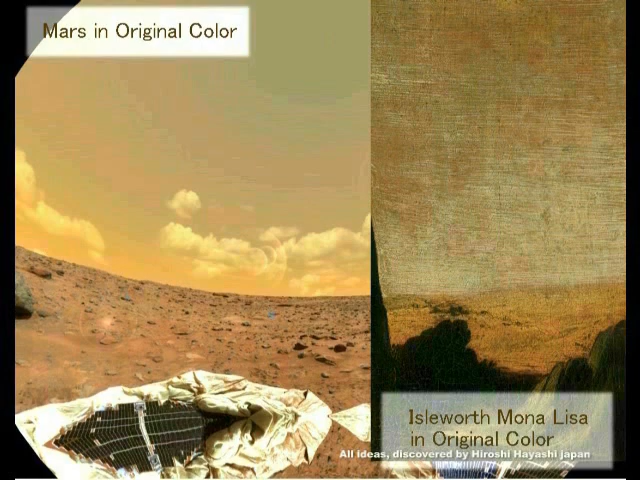 Mars in Original Color
Isleworth Mona Lisa
in Original Color
All ideas, discovered by Hiroshi Hayashi japan